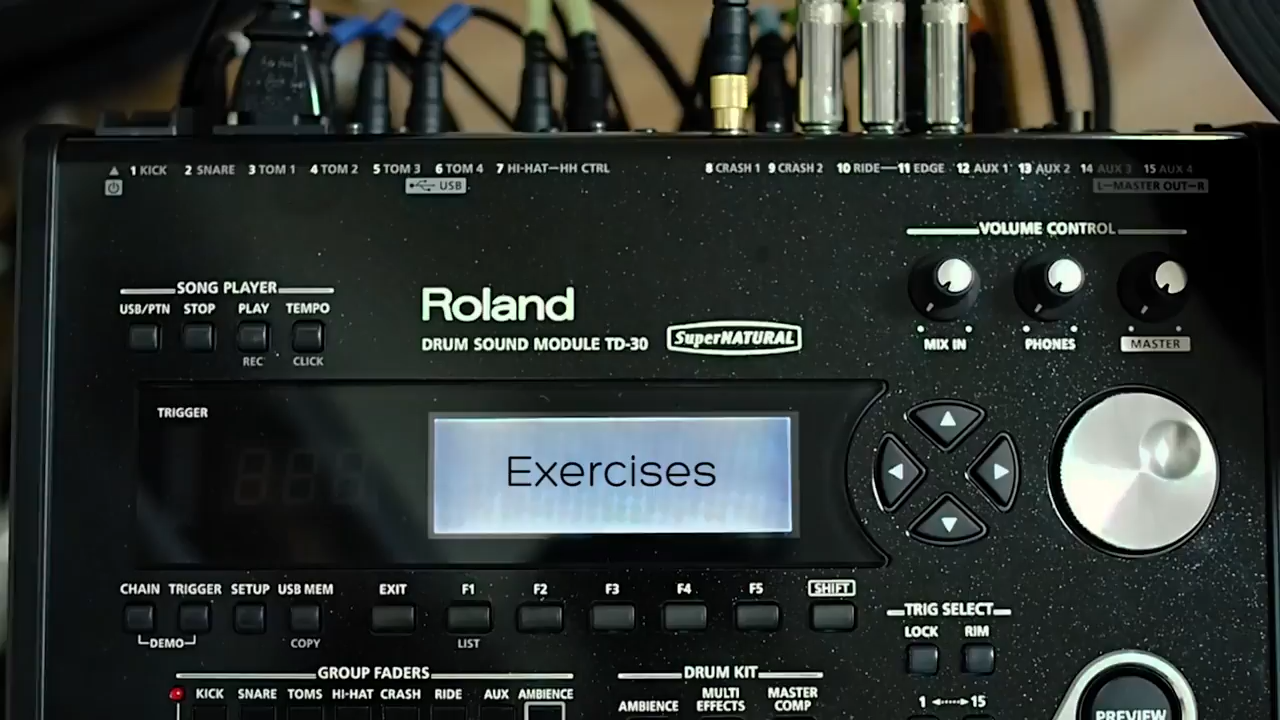 1 KICK 2 SNARE 3 TOM 1 4 TOM 2 5 TOM 3 6 TOM 4 7 HI-HAT—HH CTRL 8 CRASH 1 9 CRASH 2 10 RIDE—11 EDGE 12 AUX 1 13 AUX 2 14 AUX 3 15 AUX 4
USB L—MASTER OUT—R
VOLUME CONTROL
SONG PLAYER
USB/PTN STOP PLAY TEMPO
REC CLICK
Roland
DRUM SOUND MODULE TD-30 SuperNATURAL
MIX IN PHONES MASTER
TRIGGER
Exercises
CHAIN TRIGGER SETUP USB MEM EXIT F1 F2 F3 F4 F5 SHIFT
DEMO COPY LIST
TRIG SELECT
LOCK RIM
GROUP FADERS DRUM KIT
KICK SNARE TOMS HI-HAT CRASH RIDE AUX AMBIENCE
AMBIENCE MULTI EFFECTS MASTER COMP
1 15
PREVIEW